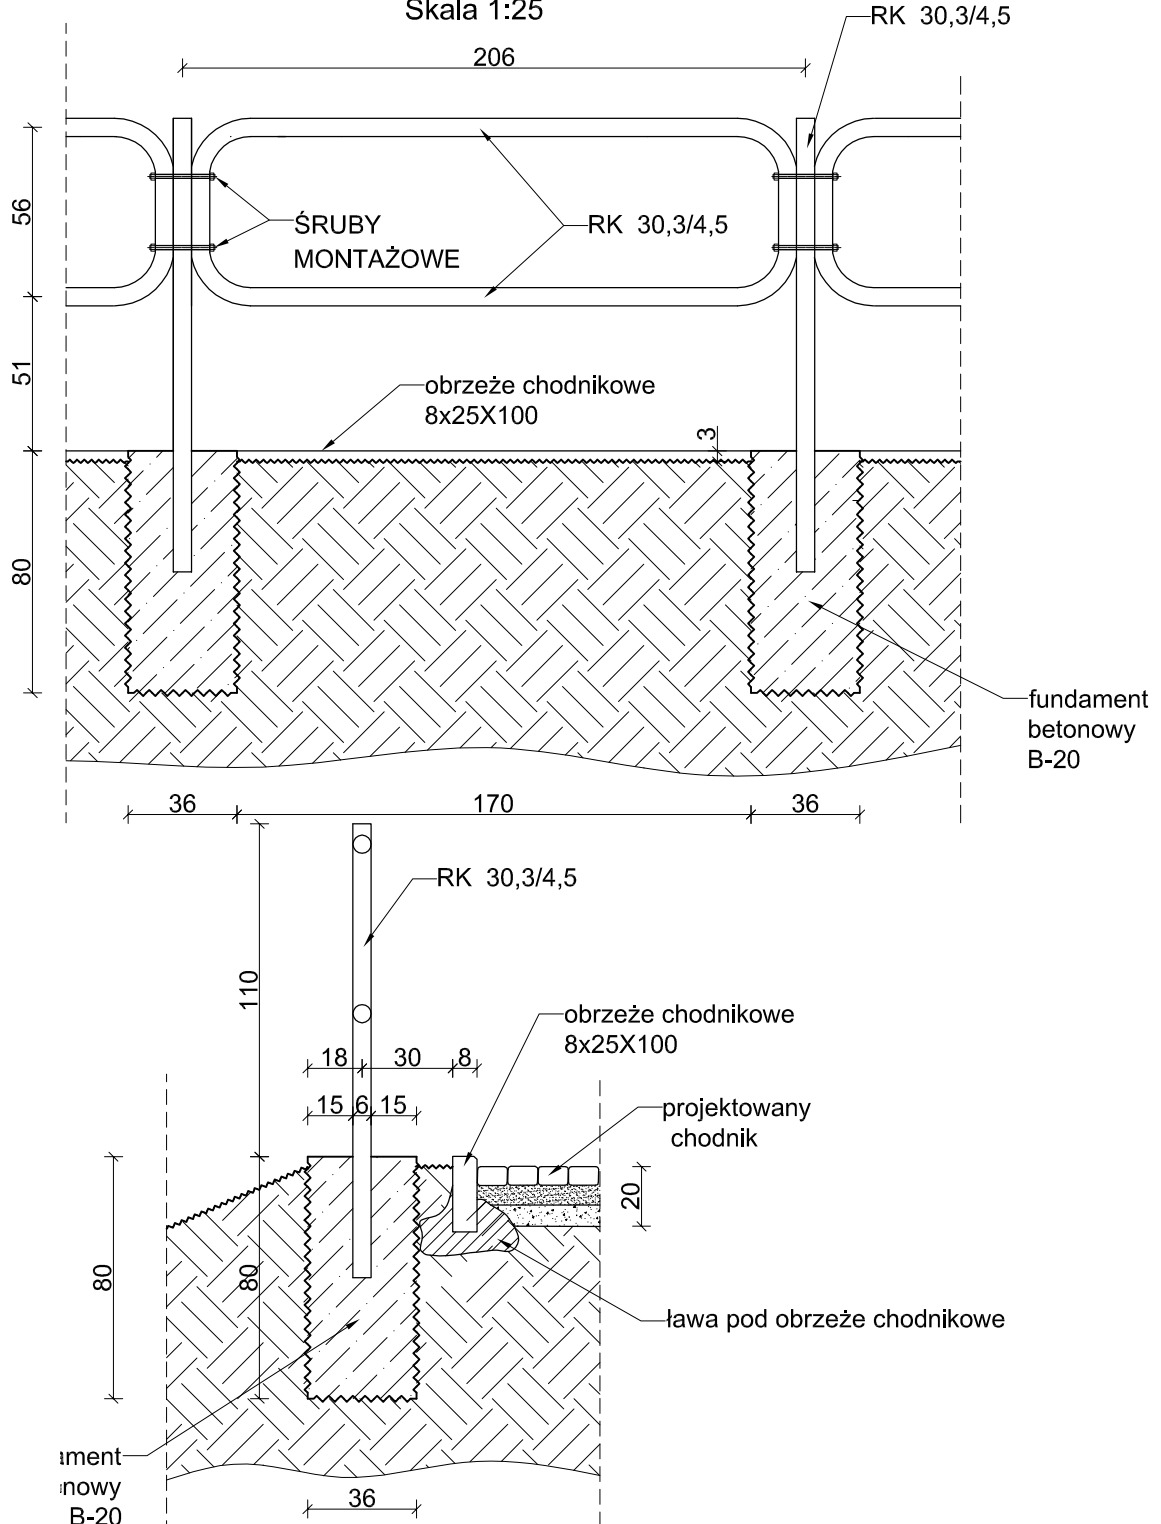 Skala 1:25
RK 30,3/4,5
206
56
ŚRUBY
MONTAŻOWE
RK 30,3/4,5
51
obrzeże chodnikowe
8x25X100
3
80
fundament
betonowy
B-20
36
170
36
RK 30,3/4,5
110
obrzeże chodnikowe
8x25X100
18
30
8
15
6
15
projektowany
chodnik
20
80
80
ława pod obrzeże chodnikowe
ament
nowy
B-20
36